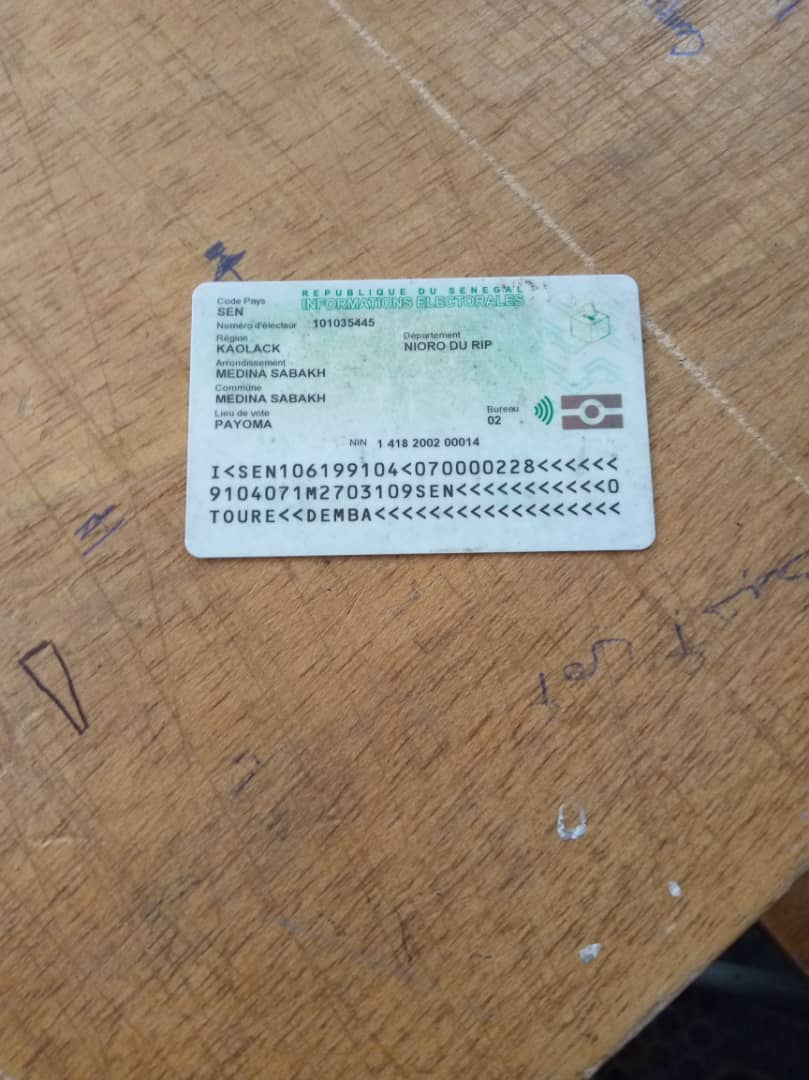 REPUBLIQUE DU SENEGAL
INFORMATIONS ELECTORALES
Code Pays
SEN
Numéro d'électeur 101035445
Région
KAOLACK
Département
NIORO DU RIP
Arrondissement
MEDINA SABAKH
Commune
MEDINA SABAKH
Lieu de vote
PAYOMA
Bureau
02
NIN 1 418 2002 00014
I<SEN106199104<070000228<<<<<<
9104071M2703109SEN<<<<<<<<<<<0
TOURE<<DEMBA<<<<<<<<<<<<<<<<<<